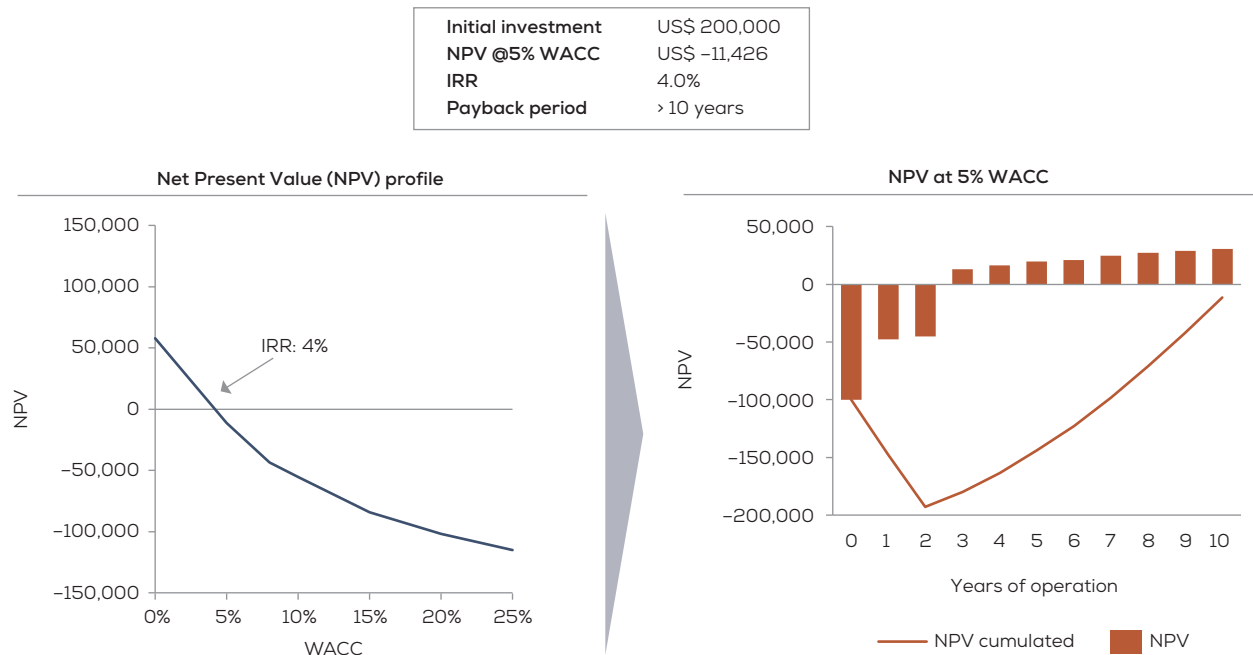 Initial investment US$ 200,000
NPV @5% WACC US$ −11,426
IRR 4.0%
Payback period > 10 years
Net Present Value (NPV) profile
150,000
100,000
50,000
0
−50,000
−100,000
−150,000
NPV
IRR: 4%
0% 5% 10% 15% 20% 25%
WACC
NPV at 5% WACC
50,000
0
−50,000
−100,000
−150,000
−200,000
NPV
0 1 2 3 4 5 6 7 8 9 10
Years of operation
NPV cumulated NPV